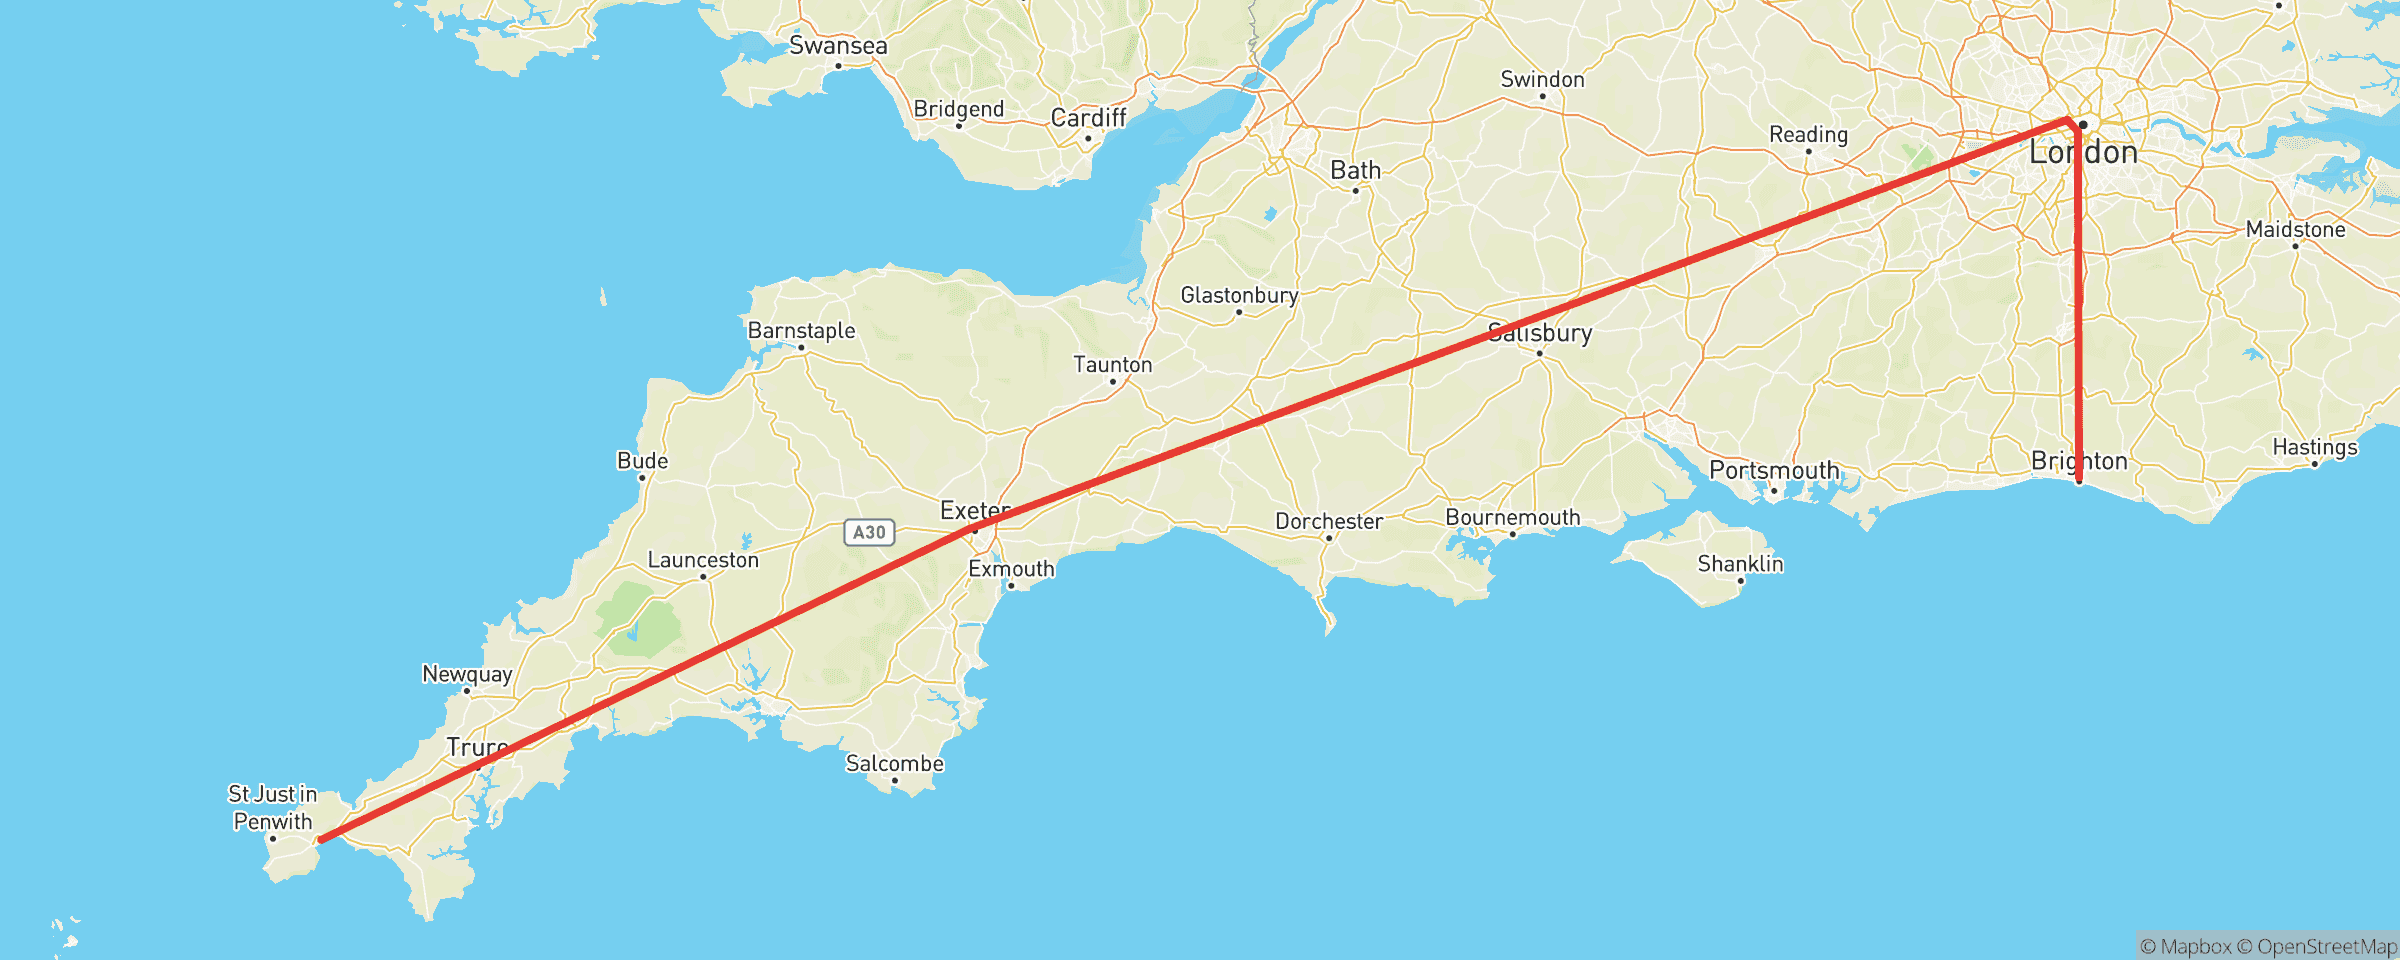 Swansea
Swindon
Bridgend
Cardiff
Reading
London
Bath
Maidstone
Glastonbury
Barnstaple
Salisbury
Taunton
Bude
Brighton
Hastings
Portsmouth
Exeter
A30
Dorchester
Bournemouth
Launceston
Exmouth
Shanklin
Newquay
Truro
Salcombe
St Just in
Penwith
© Mapbox © OpenStreetMap